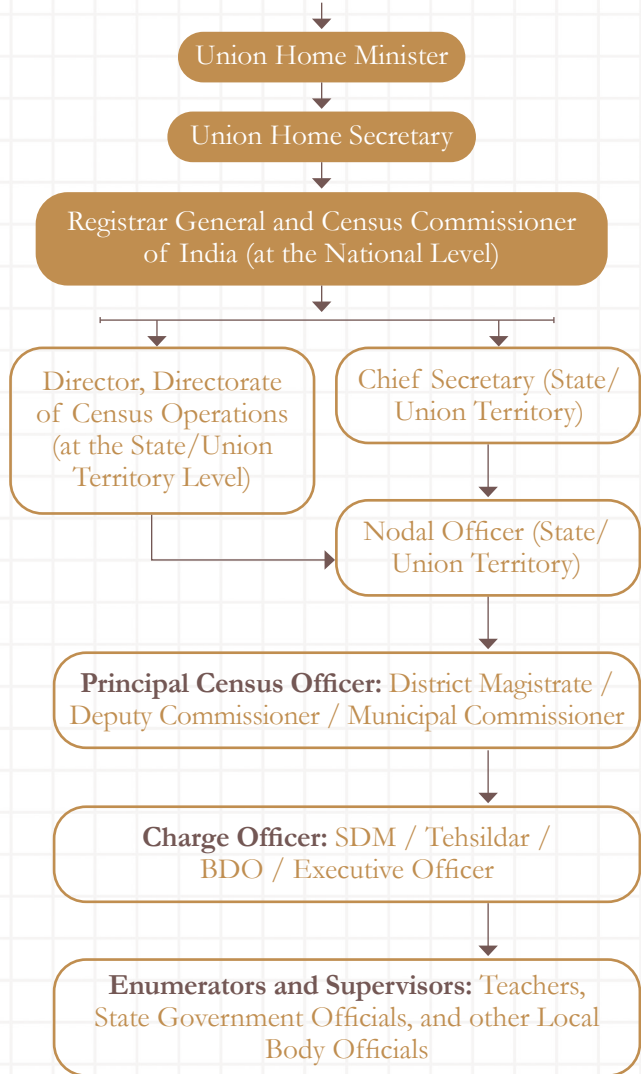 Union Home Minister
Union Home Secretary
Registrar General and Census Commissioner
of India (at the National Level)
Director, Directorate
of Census Operations
(at the State/Union
Territory Level)
Chief Secretary (State/
Union Territory)
Nodal Officer (State/
Union Territory)
Principal Census Officer: District Magistrate /
Deputy Commissioner / Municipal Commissioner
Charge Officer: SDM / Tehsildar /
BDO / Executive Officer
Enumerators and Supervisors: Teachers,
State Government Officials, and other Local
Body Officials